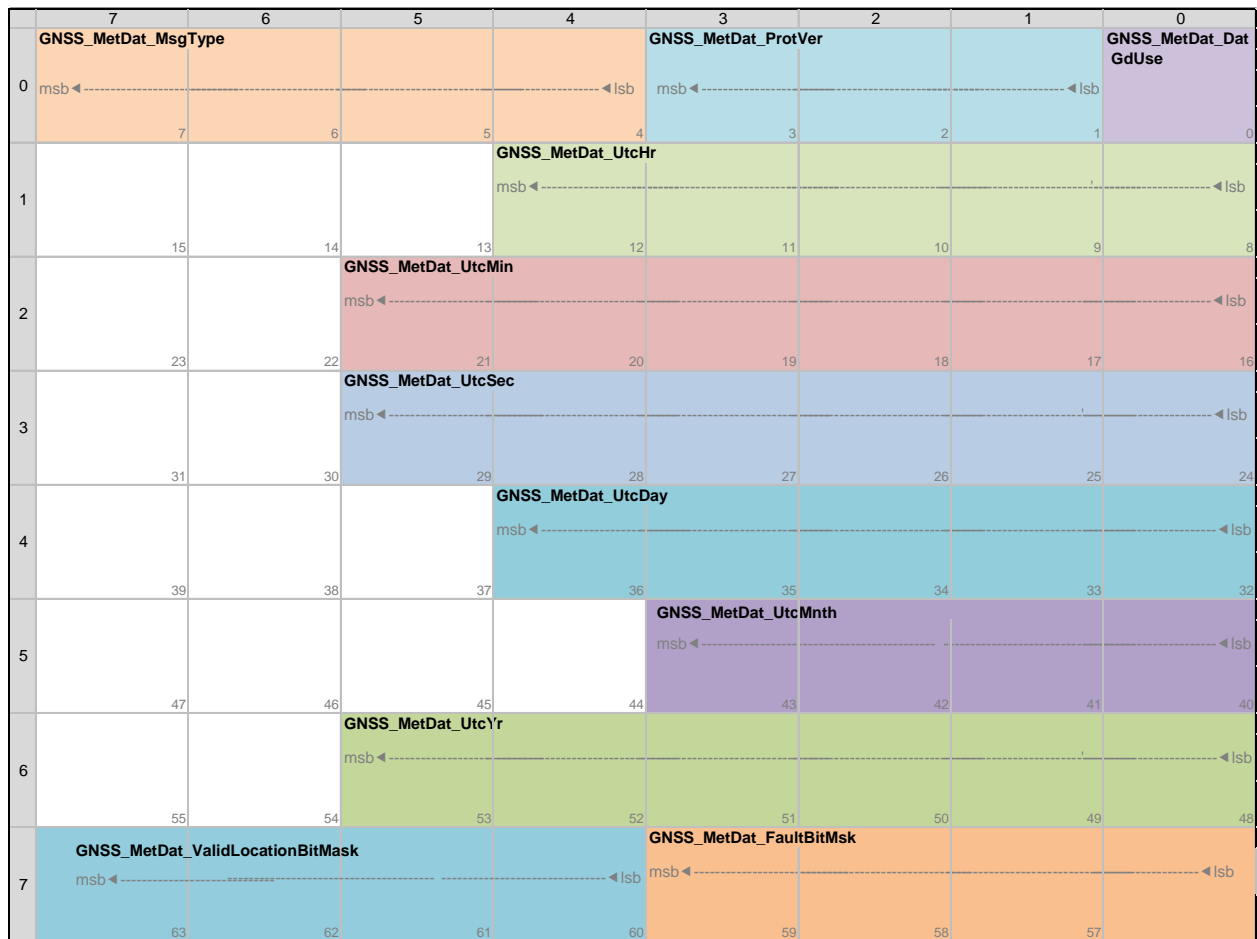 7 6 5 4 3 2 1 0
GNSS_MetDat_MsgType GNSS_MetDat_ProtVer GNSS_MetDat_Dat
GdUse
0 msb lsb msb lsb
7 6 5 4 3 2 1 0
GNSS_MetDat_UtcHr
1 msb lsb
15 14 13 12 11 10 9 8
GNSS_MetDat_UtcMin
2 msb lsb
23 22 21 20 19 18 17 16
GNSS_MetDat_UtcSec
3 msb lsb
31 30 29 28 27 26 25 24
GNSS_MetDat_UtcDay
4 msb lsb
39 38 37 36 35 34 33 32
GNSS_MetDat_UtcMnth
5 msb lsb
47 46 45 44 43 42 41 40
GNSS_MetDat_UtcYr
6 msb lsb
55 54 53 52 51 50 49 48
GNSS_MetDat_ValidLocationBitMask GNSS_MetDat_FaultBitMsk
7 msb lsb msb lsb
63 62 61 60 59 58 57